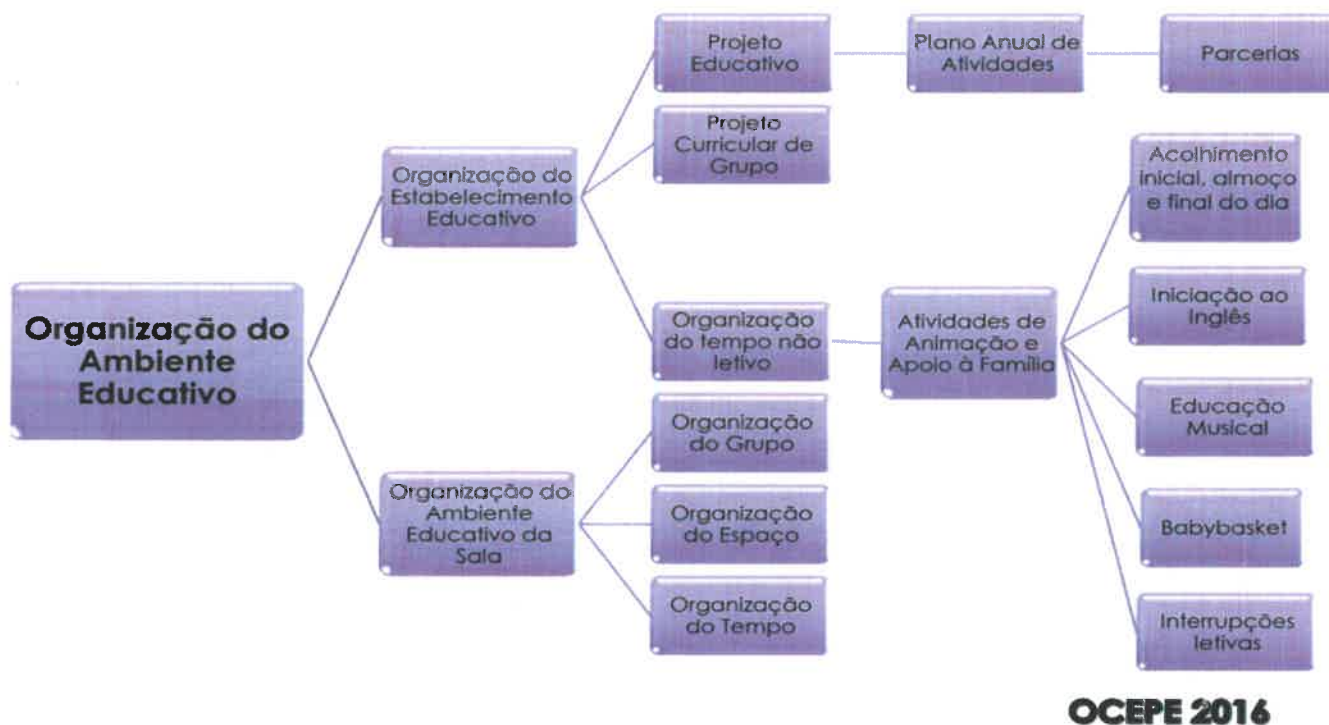 Organização do
Ambiente
Educativo
Organização do
Estabelecimento
Educativo
Projeto
Educativo
Plano Anual de
Atividades
Parcerias
Projeto
Curricular de
Grupo
Organização
do tempo não
letivo
Atividades de
Animação e
Apoio à Família
Acolhimento
inicial, almoço
e final do dia
Iniciação ao
Inglês
Educação
Musical
Babybasket
Interrupções
letivas
Organização do
Ambiente
Educativo da
Sala
Organização
do Grupo
Organização
do Espaço
Organização
do Tempo
OCEPE 2016